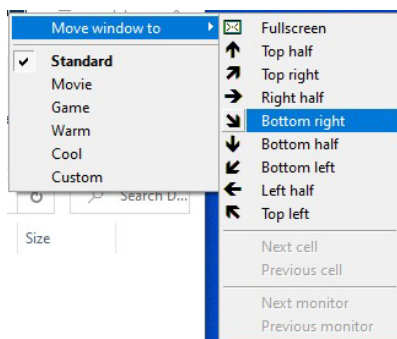 Move window to
Standard
Movie
Game
Warm
Cool
Custom
Search D...
Size
Fullscreen
Top half
Top right
Right half
Bottom right
Bottom half
Bottom left
Left half
Top left
Next cell
Previous cell
Next monitor
Previous monitor